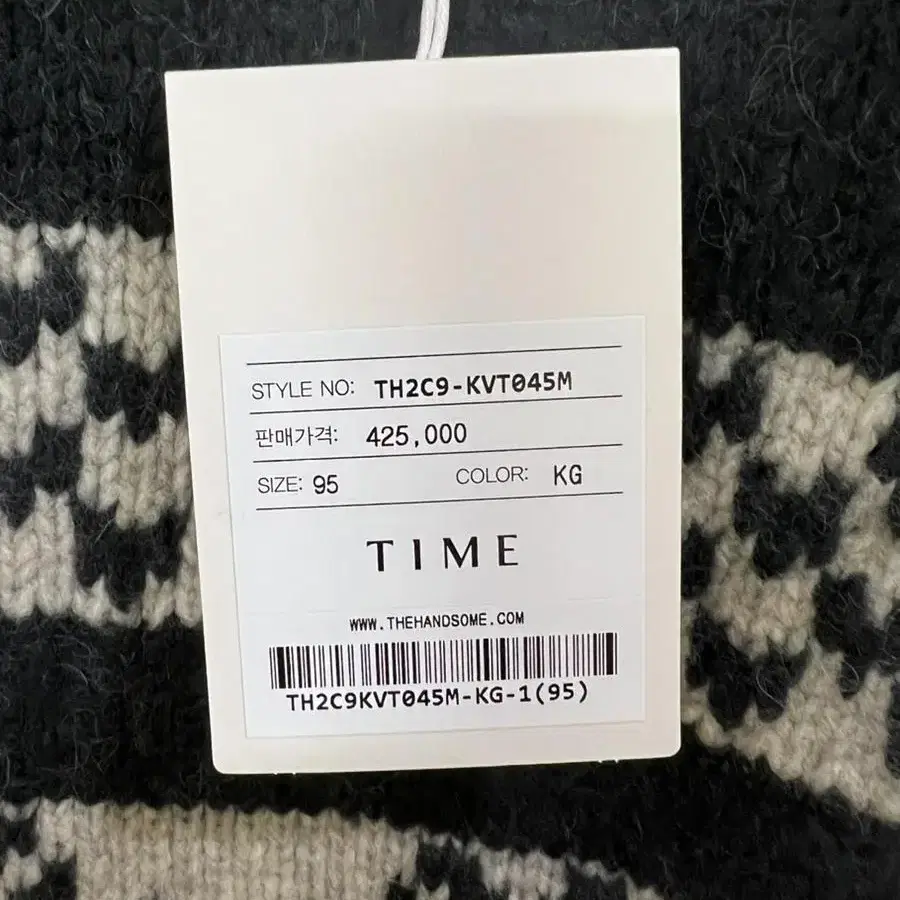 STYLE NO: TH2C9-KVT045M
판매가격: 425,000
SIZE: 95 COLOR: KG
TIME
WWW.THEHANDSOME.COM
TH2C9KVT045M-KG-1(95)